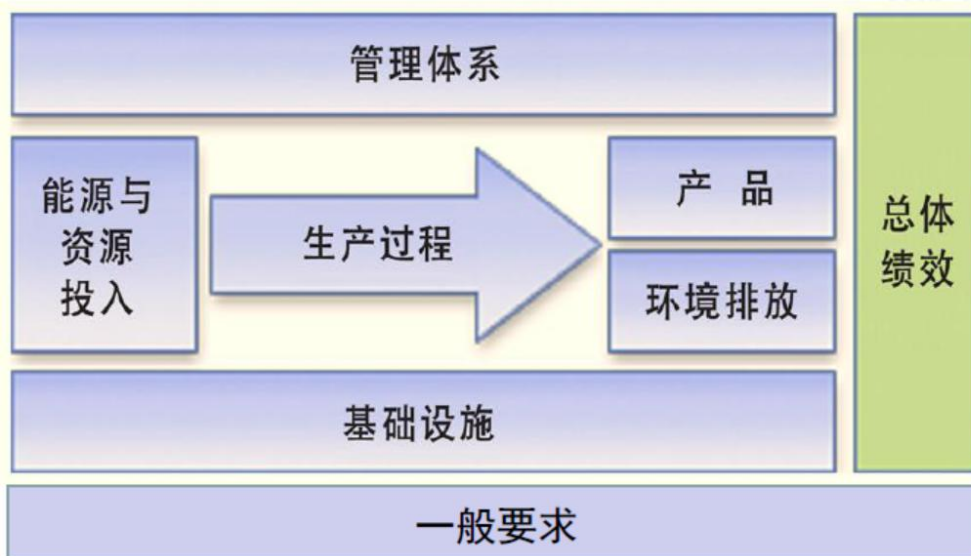 管理体系
能源与
资源
投入
生产过程
产 品
环境排放
总体
绩效
基础设施
一般要求